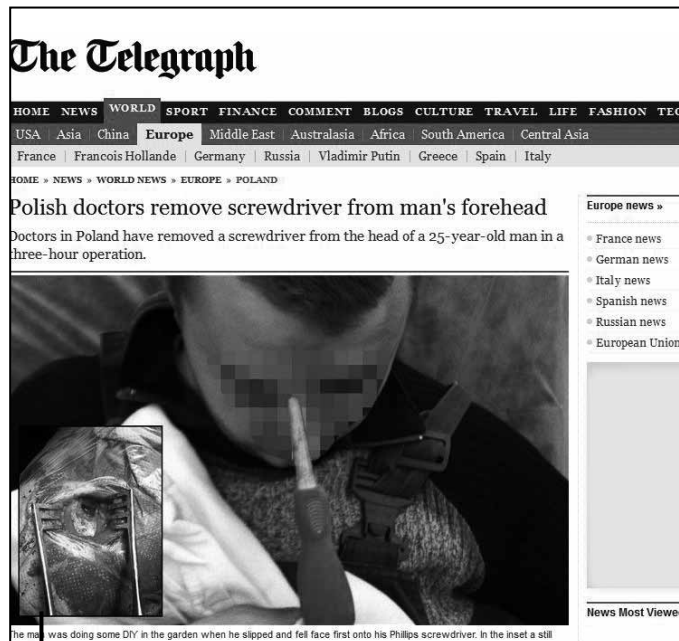 The Telegraph
HOME NEWS WORLD SPORT FINANCE COMMENT BLOGS CULTURE TRAVEL LIFE FASHION TEC
USA Asia China Europe Middle East Australasia Africa South America Central Asia
France Francois Hollande Germany Russia Vladimir Putin Greece Spain Italy
HOME » NEWS » WORLD NEWS » EUROPE » POLAND
Polish doctors remove screwdriver from man's forehead
Doctors in Poland have removed a screwdriver from the head of a 25-year-old man in a
three-hour operation.
The man was doing some DIY in the garden when he slipped and fell face first onto his Phillips screwdriver. In the inset a still
Europe news »
France news
German news
Italy news
Spanish news
Russian news
European Union
News Most Viewe